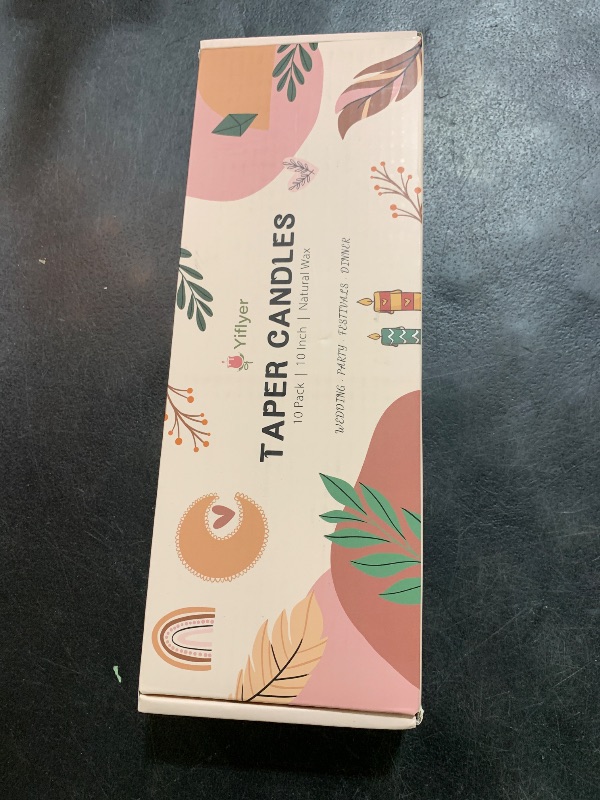 Yiflyer
TAPER CANDLES
10 Pack | 10 Inch | Natural Wax
WEDDING · PARTY · FESTIVALS · DINNER